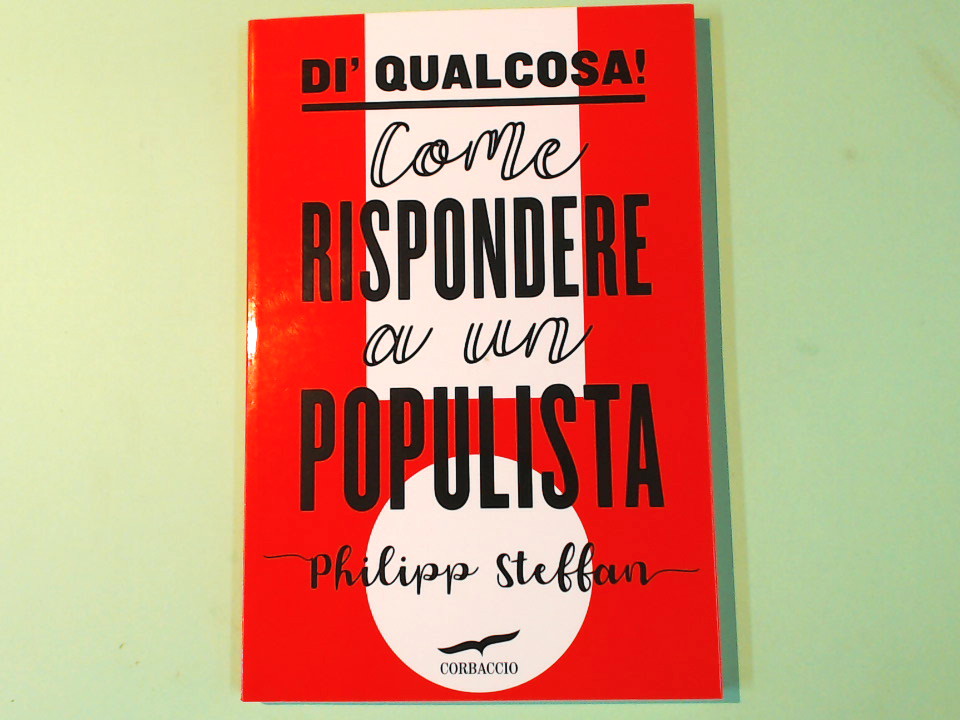 DI' QUALCOSA!
Come
RISPONDERE
a un
POPULISTA
Philipp Steffan
CORBACCIO